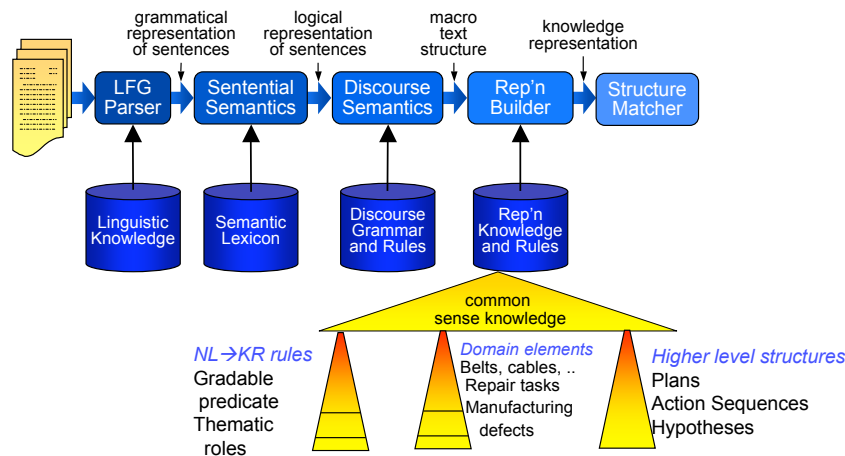 grammatical
representation
of sentences
logical
representation
of sentences
macro
text
structure
knowledge
representation
LFG
Parser
Sentential
Semantics
Discourse
Semantics
Rep'n
Builder
Structure
Matcher
Linguistic
Knowledge
Semantic
Lexicon
Discourse
Grammar
and Rules
Rep'n
Knowledge
and Rules
common
sense knowledge
NL→KR rules
Gradable
predicate
Thematic
roles
Domain elements
Belts, cables, ..
Repair tasks
Manufacturing
defects
Higher level structures
Plans
Action Sequences
Hypotheses